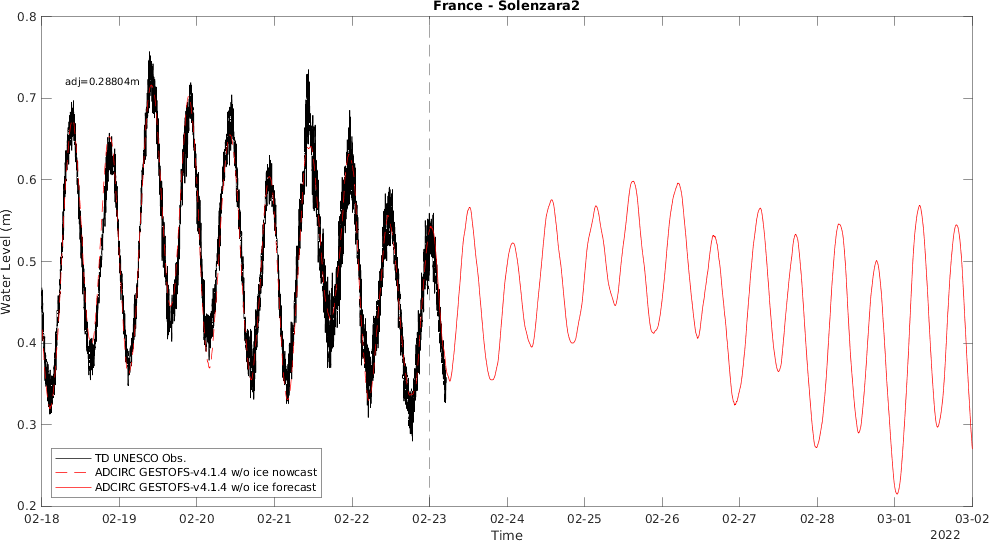 France - Solenzara2
0.8
0.7
0.6
0.5
0.4
0.3
0.2
Water Level (m)
adj=0.28804m
TD UNESCO Obs.
ADCIRC GESTOFS-v4.1.4 w/o ice nowcast
ADCIRC GESTOFS-v4.1.4 w/o ice forecast
02-18 02-19 02-20 02-21 02-22 02-23 02-24 02-25 02-26 02-27 02-28 03-01 03-02
Time
2022